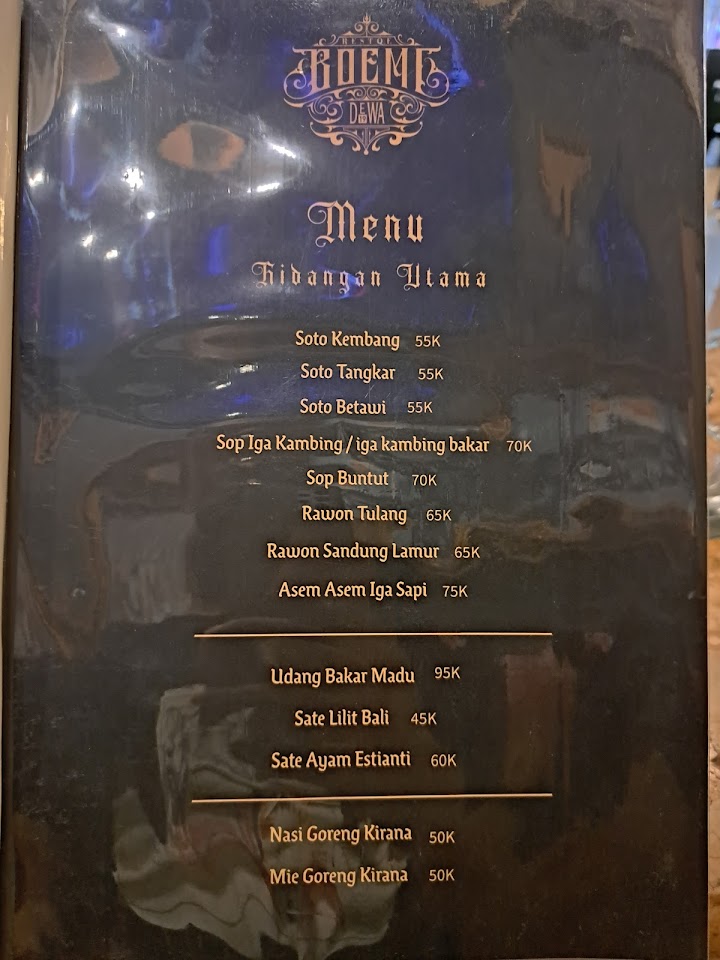 RESTO
BOEMI
DEWA
Menu
Hidangan Utama
Soto Kembang 55K
Soto Tangkar 55K
Soto Betawi 55K
Sop Iga Kambing / iga kambing bakar 70K
Sop Buntut 70K
Rawon Tulang 65K
Rawon Sandung Lamur 65K
Asem Asem Iga Sapi 75K
Udang Bakar Madu 95K
Sate Lilit Bali 45K
Sate Ayam Estianti 60K
Nasi Goreng Kirana 50K
Mie Goreng Kirana 50K